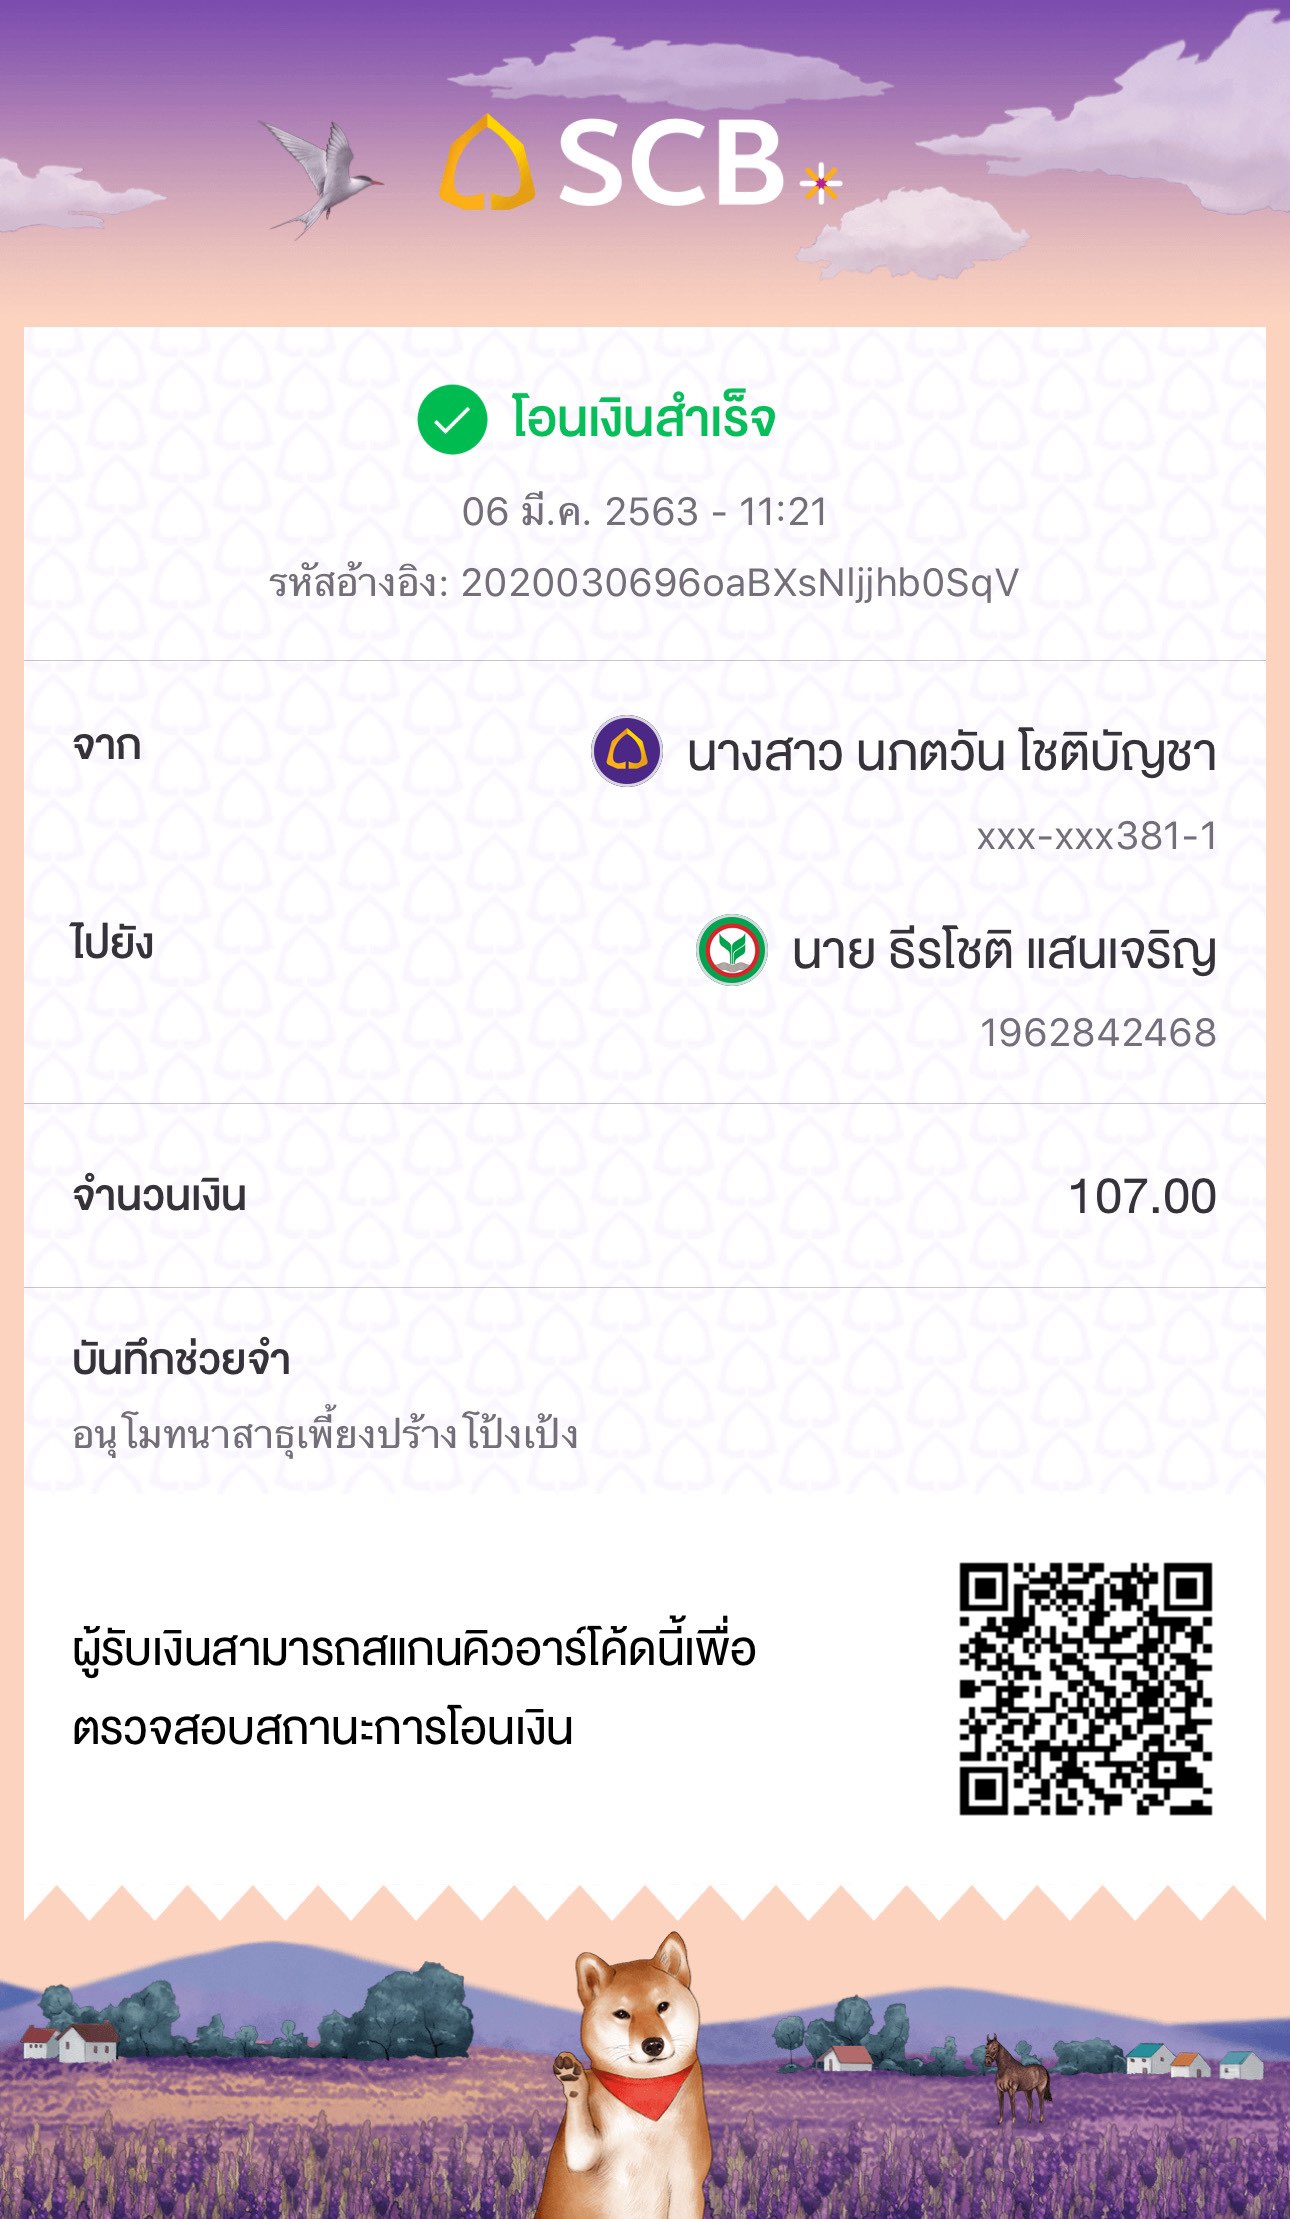 SCB
โอนเงินสำเร็จ
06 มี.ค. 2563 - 11:21
รหัสอ้างอิง: 2020030696oaBXsNljjhb0SqV
จาก
นางสาว นภตวัน โชติบัญชา
xxx-xxx381-1
ไปยัง
นาย ธีรโชติ แสนเจริญ
1962842468
จำนวนเงิน 107.00
บันทึกช่วยจำ
อนุโมทนาสาธุเพี้ยงปร้างโป้งเป้ง
ผู้รับเงินสามารถสแกนคิวอาร์โค้ดนี้เพื่อ
ตรวจสอบสถานะการโอนเงิน